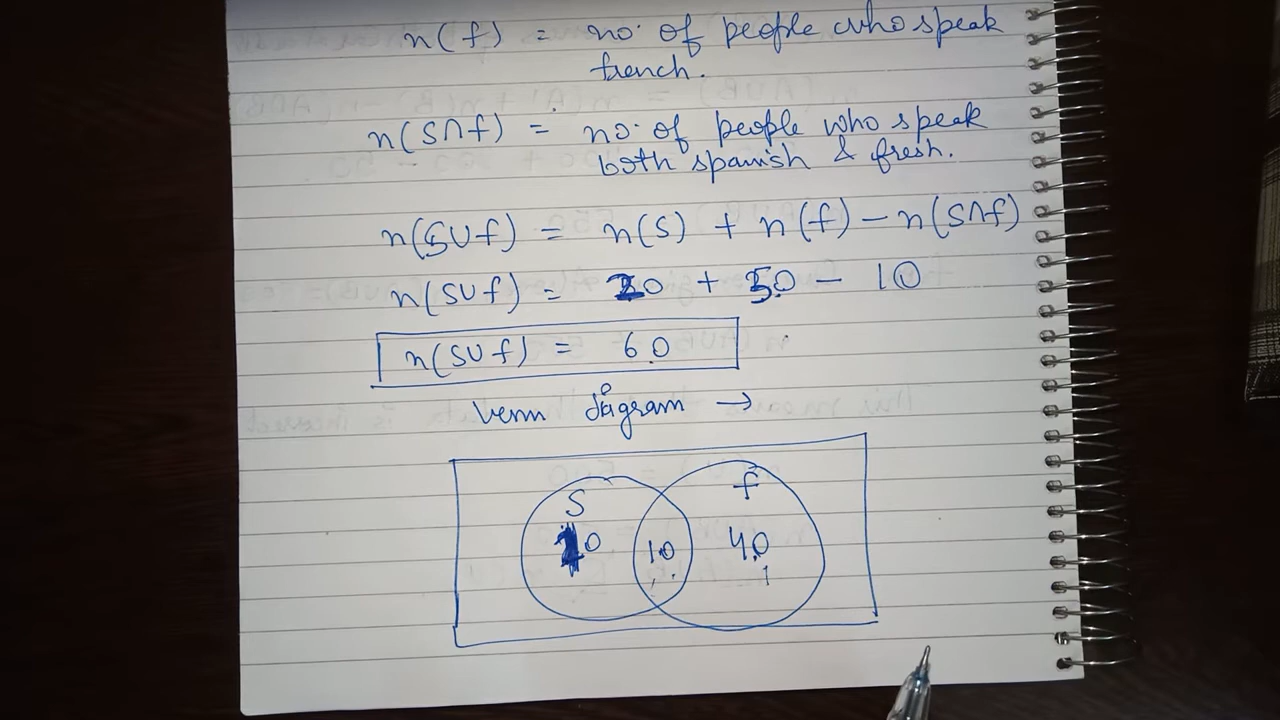 n(f) = no. of people who speak
french.
n(S∩f) = no. of people who speak
both spanish & fresh.
n(S∪f) = n(S) + n(f) - n(S∩f)
n(S∪f) = 20 + 50 - 10
n(S∪f) = 60
Venn diagram →
S f
10 10 40